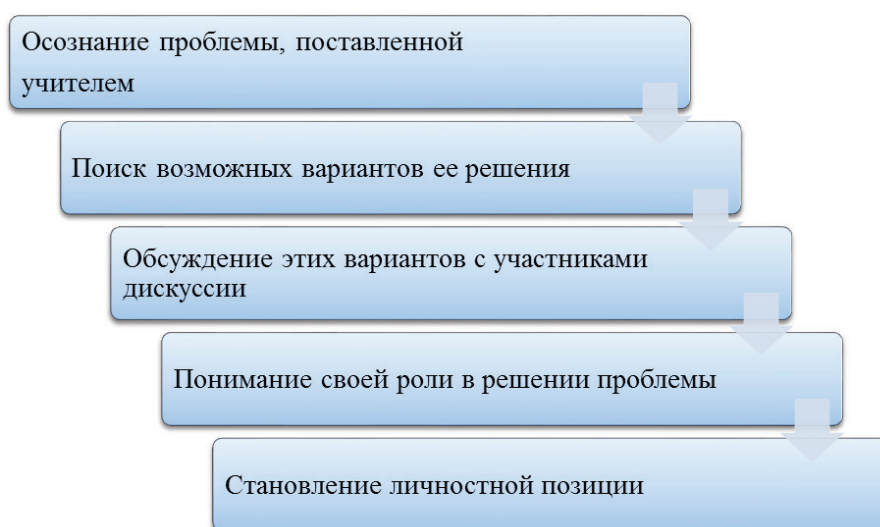 Осознание проблемы, поставленной
учителем
Поиск возможных вариантов ее решения
Обсуждение этих вариантов с участниками
дискуссии
Понимание своей роли в решении проблемы
Становление личностной позиции